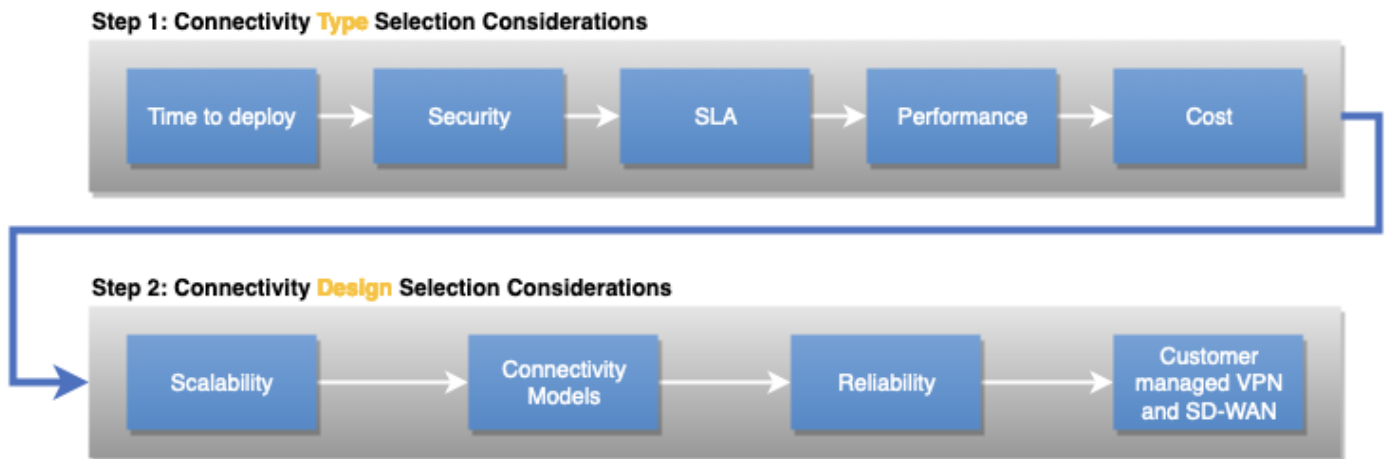 Step 1: Connectivity Type Selection Considerations
Time to deploy
Security
SLA
Performance
Cost
Step 2: Connectivity Design Selection Considerations
Scalability
Connectivity
Models
Reliability
Customer
managed VPN
and SD-WAN